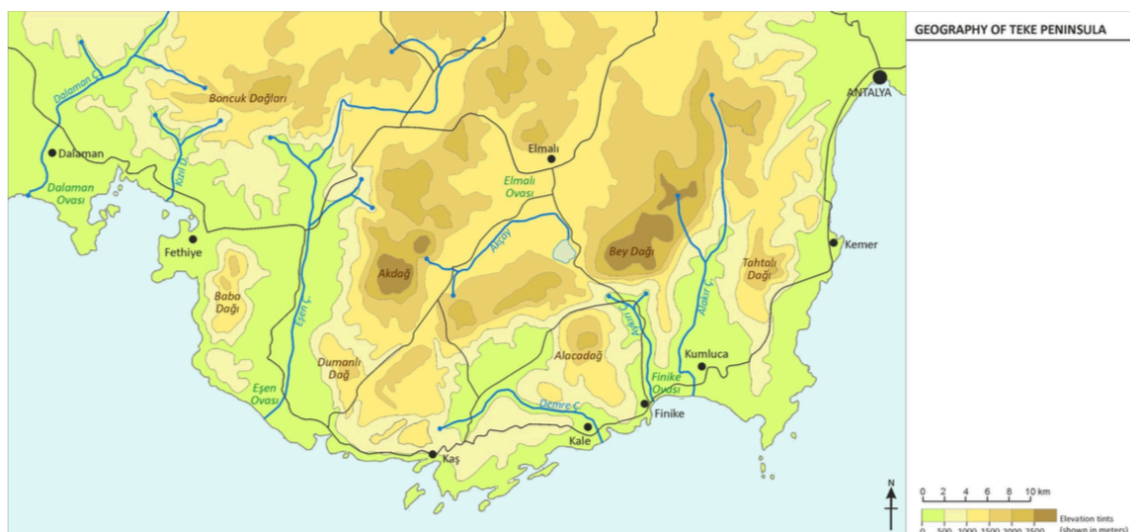 GEOGRAPHY OF TEKE PENINSULA
ANTALYA
Dalaman Ç.
Boncuk Dağları
Dalaman
Kızıl D.
Elmalı
Elmalı
Ovası
Dalaman
Ovası
Fethiye
Akçay
Kemer
Bey Dağı
Akdağ
Tahtalı
Dağı
Baba
Dağı
Eşen Ç.
Alakır Ç.
Aykırı Ç.
Alacadağ
Dumanlı
Dağ
Kumluca
Eşen
Ovası
Finike
Ovası
Demre Ç.
Finike
Kale
Kaş
N
0 2 4 6 8 10 km
0 500 1000 1500 2000 2500
Elevation tints
(shown in meters)